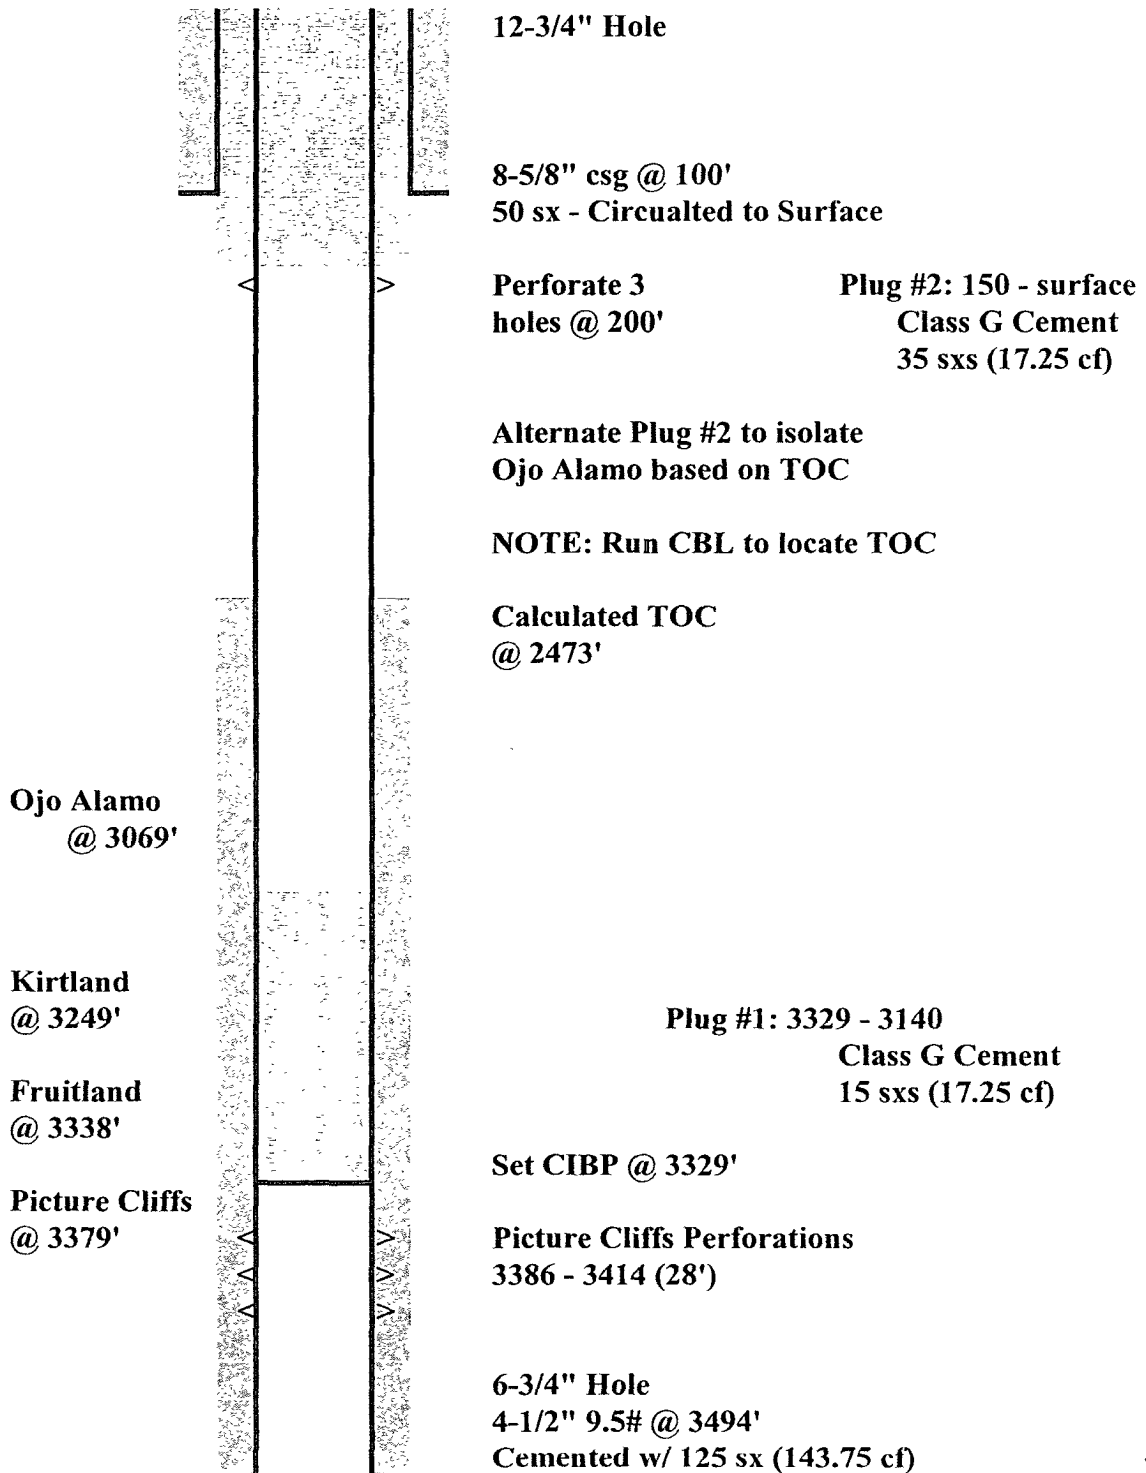 12-3/4" Hole
8-5/8" csg @ 100'
50 sx - Circualted to Surface
Perforate 3
holes @ 200'
Plug #2: 150 - surface
Class G Cement
35 sxs (17.25 cf)
Alternate Plug #2 to isolate
Ojo Alamo based on TOC
NOTE: Run CBL to locate TOC
Calculated TOC
@ 2473'
Ojo Alamo
@ 3069'
Kirtland
@ 3249'
Plug #1: 3329 - 3140
Class G Cement
15 sxs (17.25 cf)
Fruitland
@ 3338'
Set CIBP @ 3329'
Picture Cliffs
@ 3379'
Picture Cliffs Perforations
3386 - 3414 (28')
6-3/4" Hole
4-1/2" 9.5# @ 3494'
Cemented w/ 125 sx (143.75 cf)